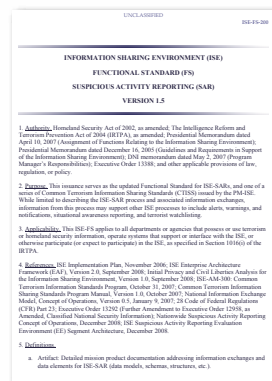 UNCLASSIFIED
ISE-FS-200
INFORMATION SHARING ENVIRONMENT (ISE)
FUNCTIONAL STANDARD (FS)
SUSPICIOUS ACTIVITY REPORTING (SAR)
VERSION 1.5
1. Authority. Homeland Security Act of 2002, as amended; The Intelligence Reform and
Terrorism Prevention Act of 2004 (IRTPA), as amended; Presidential Memorandum dated
April 10, 2007 (Assignment of Functions Relating to the Information Sharing Environment);
Presidential Memorandum dated December 16, 2005 (Guidelines and Requirements in Support
of the Information Sharing Environment); DNI memorandum dated May 2, 2007 (Program
Manager's Responsibilities); Executive Order 13388; and other applicable provisions of law,
regulation, or policy.
2. Purpose. This issuance serves as the updated Functional Standard for ISE-SARs, and one of a
series of Common Terrorism Information Sharing Standards (CTISS) issued by the PM-ISE.
While limited to describing the ISE-SAR process and associated information exchanges,
information from this process may support other ISE processes to include alerts, warnings, and
notifications, situational awareness reporting, and terrorist watchlisting.
3. Applicability. This ISE-FS applies to all departments or agencies that possess or use terrorism
or homeland security information, operate systems that support or interface with the ISE, or
otherwise participate (or expect to participate) in the ISE, as specified in Section 1016(i) of the
IRTPA.
4. References. ISE Implementation Plan, November 2006; ISE Enterprise Architecture
Framework (EAF), Version 2.0, September 2008; Initial Privacy and Civil Liberties Analysis for
the Information Sharing Environment, Version 1.0, September 2008; ISE-AM-300: Common
Terrorism Information Standards Program, October 31, 2007; Common Terrorism Information
Sharing Standards Program Manual, Version 1.0, October 2007; National Information Exchange
Model, Concept of Operations, Version 0.5, January 9, 2007; 28 Code of Federal Regulations
(CFR) Part 23; Executive Order 13292 (Further Amendment to Executive Order 12958, as
Amended, Classified National Security Information); Nationwide Suspicious Activity Reporting
Concept of Operations, December 2008; ISE Suspicious Activity Reporting Evaluation
Environment (EE) Segment Architecture, December 2008.
5. Definitions.
a. Artifact: Detailed mission product documentation addressing information exchanges and
data elements for ISE-SAR (data models, schemas, structures, etc.).